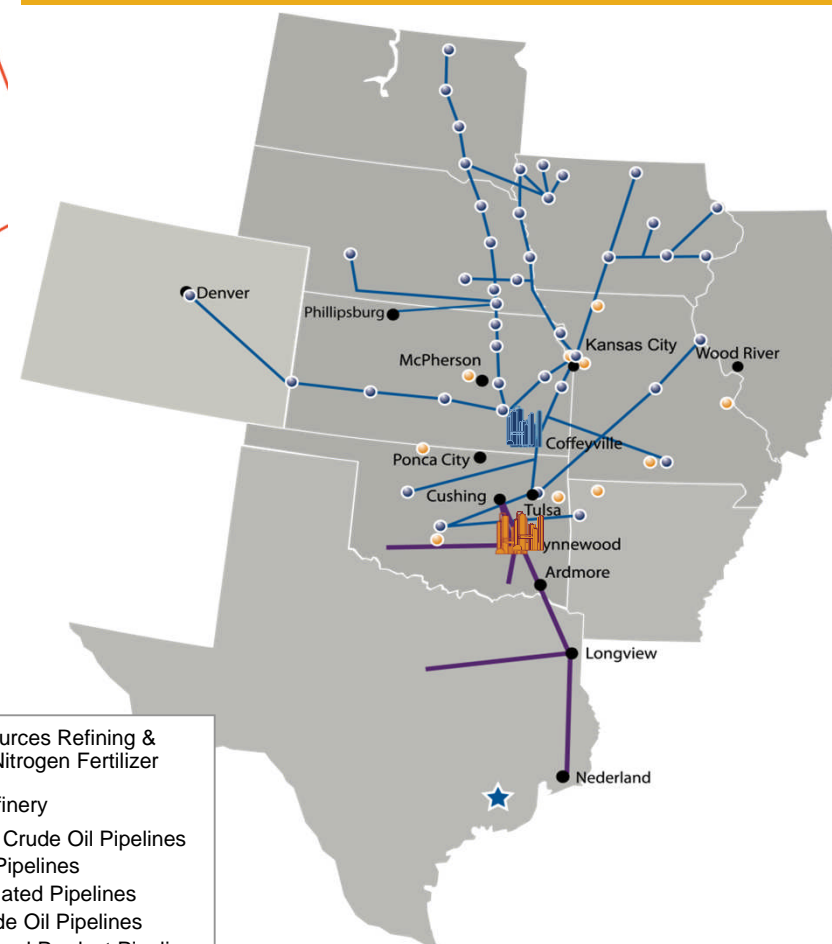 Denver
Phillipsburg
Kansas City
McPherson
Wood River
Coffeyville
Ponca City
Cushing
Tulsa
ynnewood
Ardmore
Longview
Nederland
urces Refining &
Nitrogen Fertilizer
finery
Crude Oil Pipelines
Pipelines
ated Pipelines
de Oil Pipelines